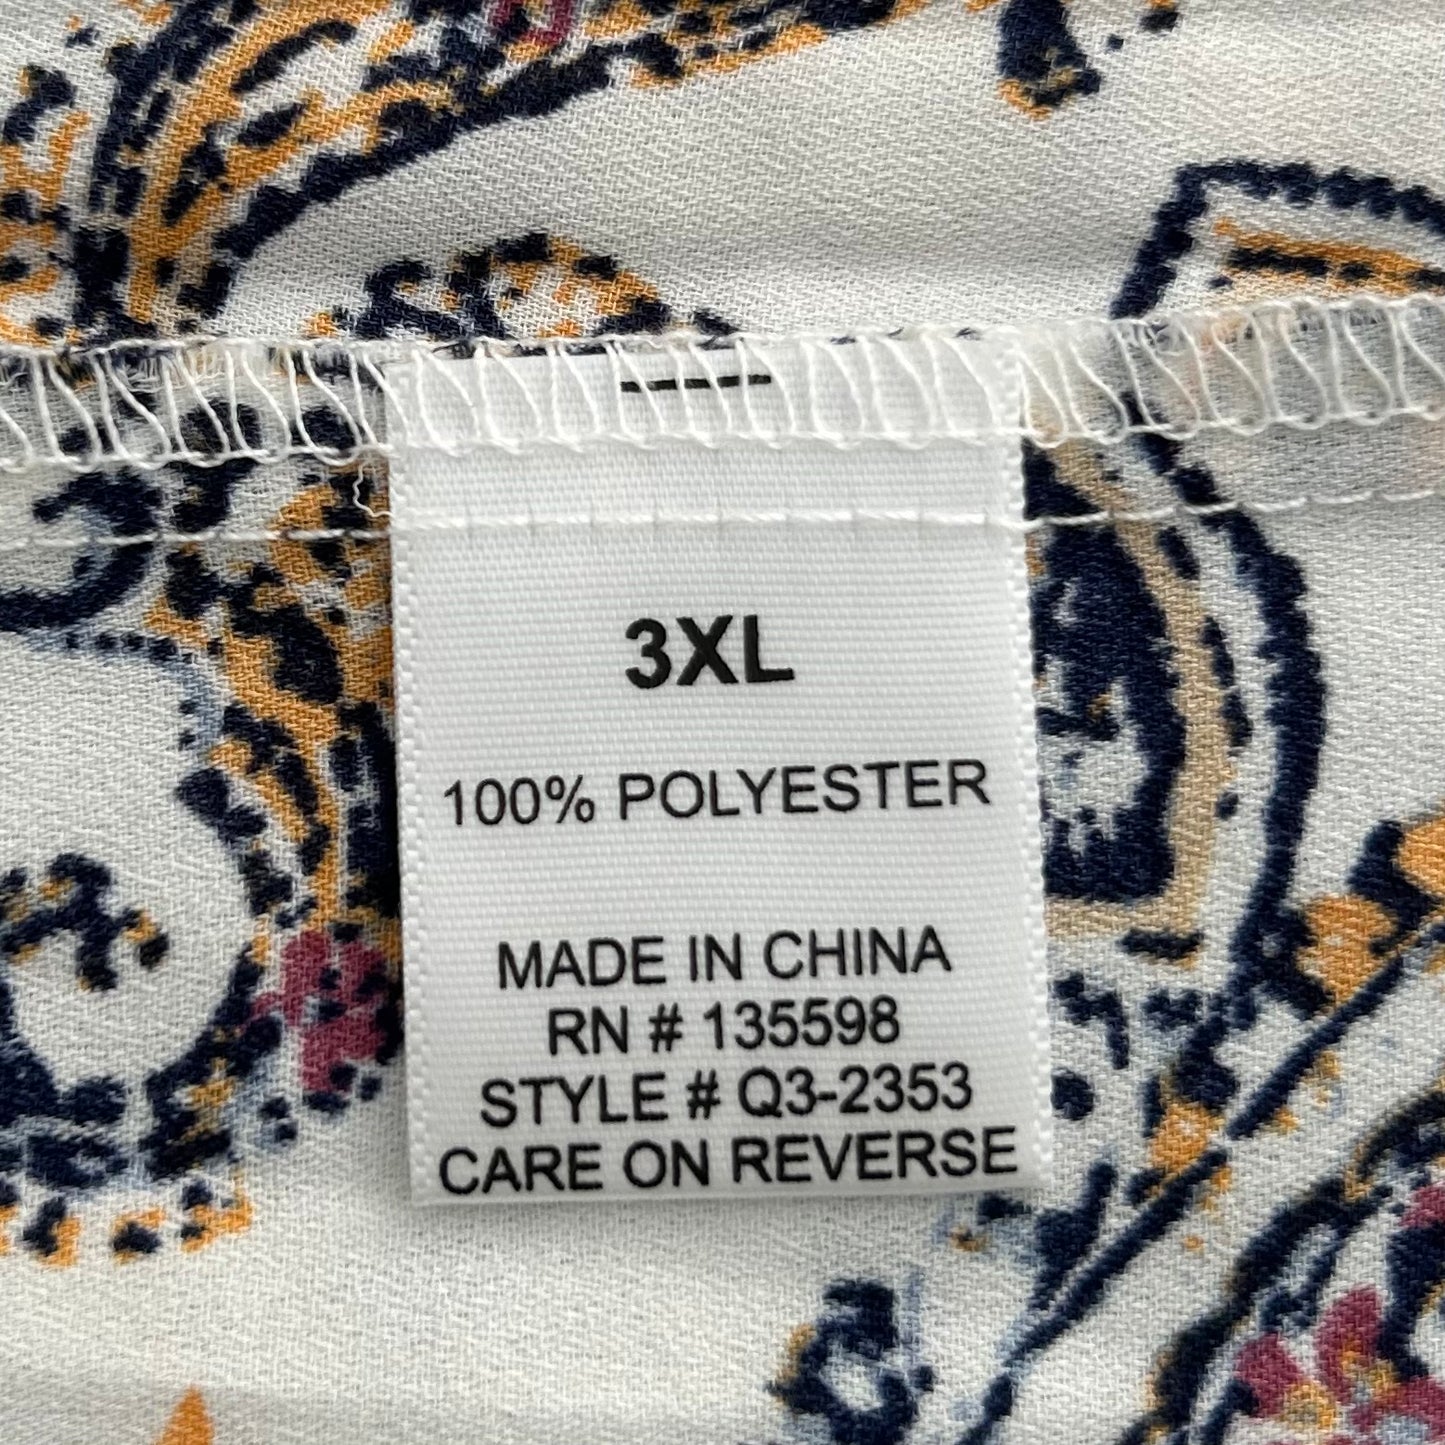 3XL
100% POLYESTER
MADE IN CHINA
RN # 135598
STYLE # Q3-2353
CARE ON REVERSE